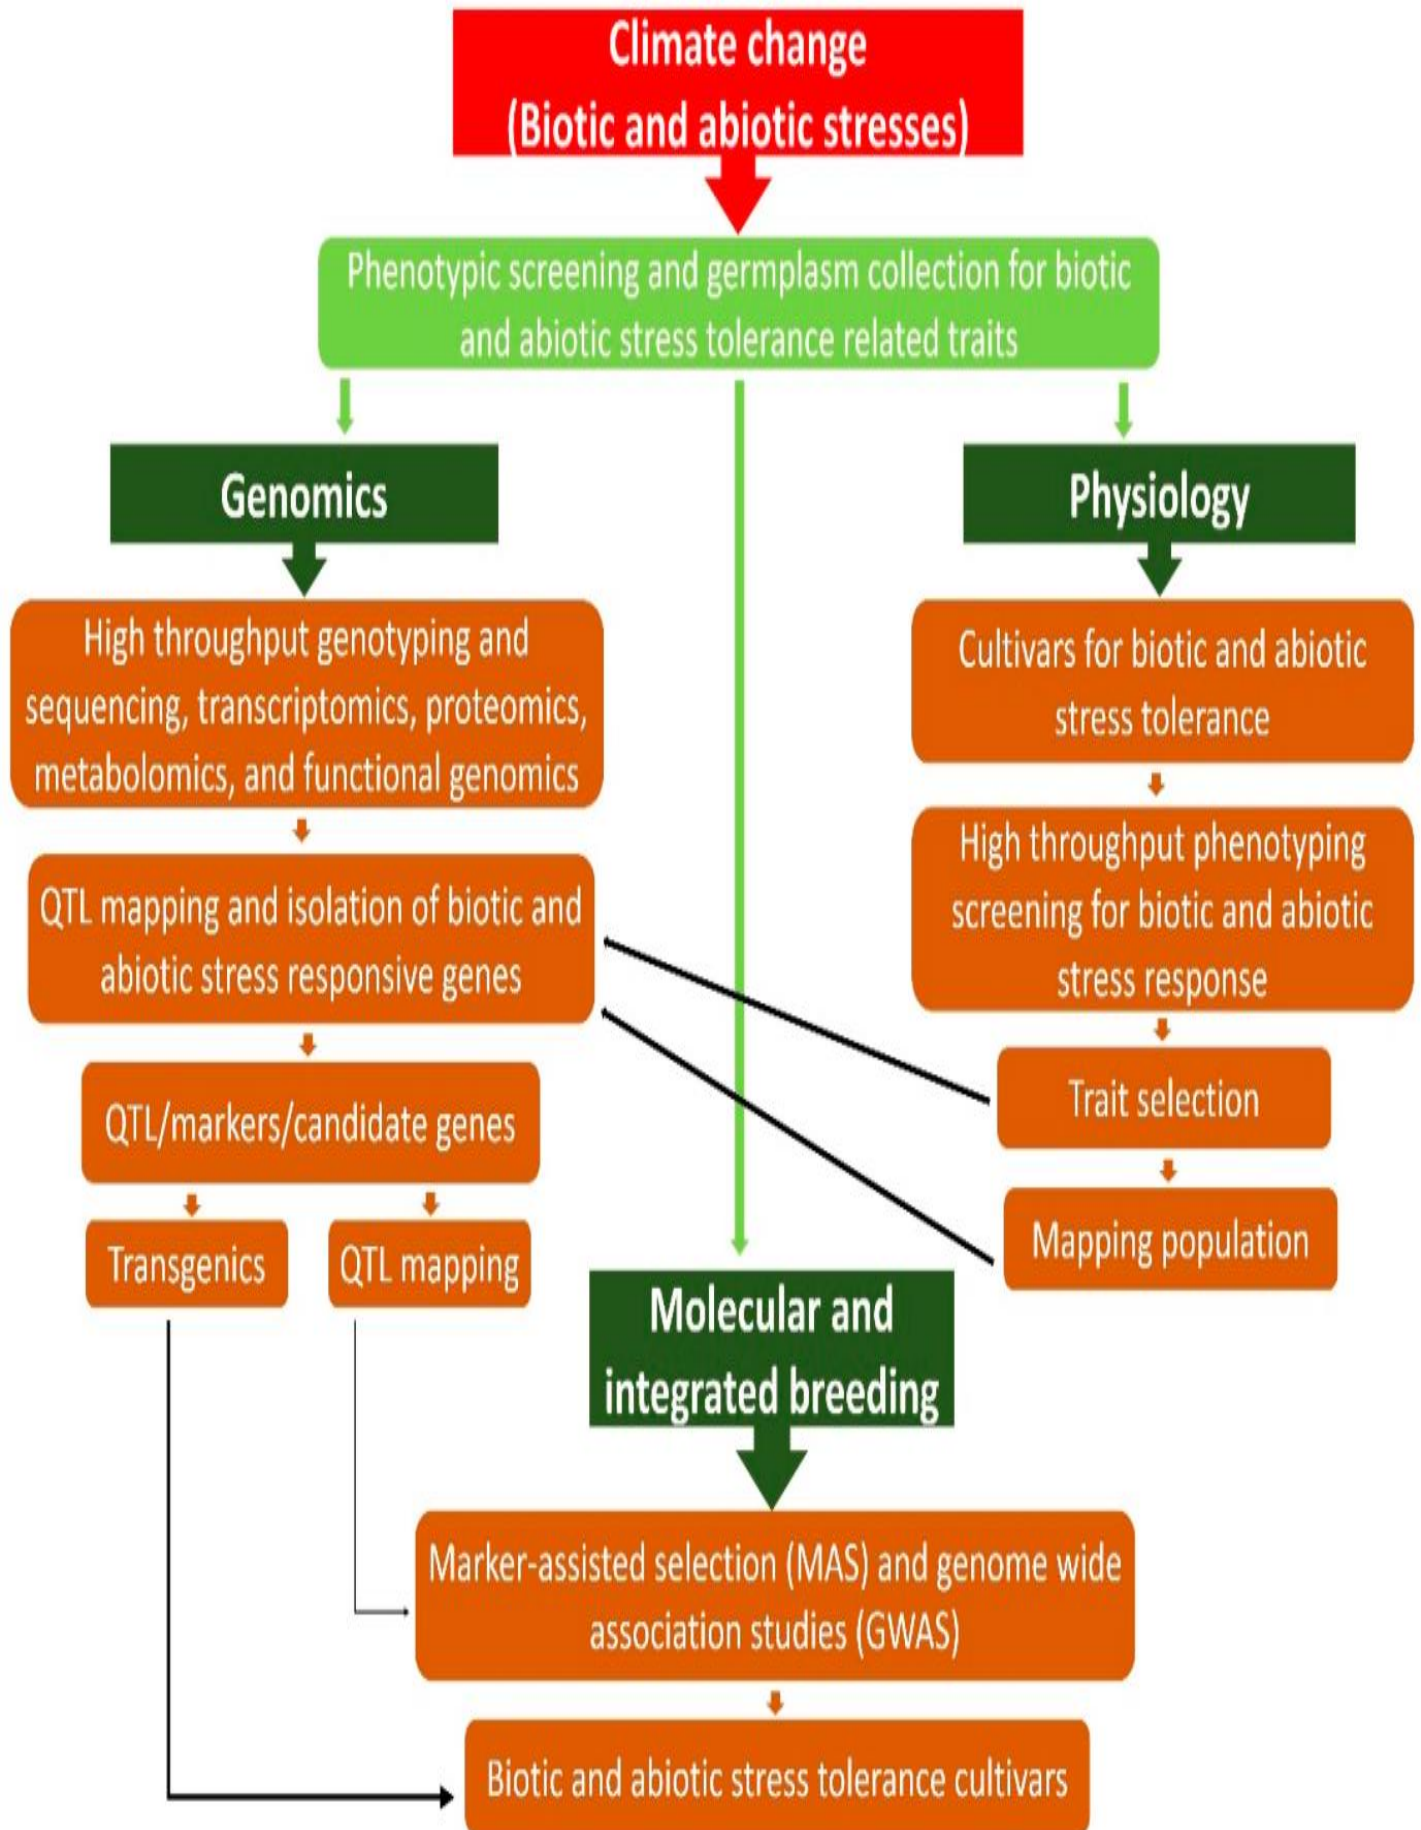 Climate change
(Biotic and abiotic stresses)
Phenotypic screening and germplasm collection for biotic
and abiotic stress tolerance related traits
Genomics
Physiology
High throughput genotyping and
sequencing, transcriptomics, proteomics,
metabolomics, and functional genomics
Cultivars for biotic and abiotic
stress tolerance
High throughput phenotyping
screening for biotic and abiotic
stress response
QTL mapping and isolation of biotic and
abiotic stress responsive genes
Trait selection
QTL/markers/candidate genes
Mapping population
Transgenics
QTL mapping
Molecular and
integrated breeding
Marker-assisted selection (MAS) and genome wide
association studies (GWAS)
Biotic and abiotic stress tolerance cultivars